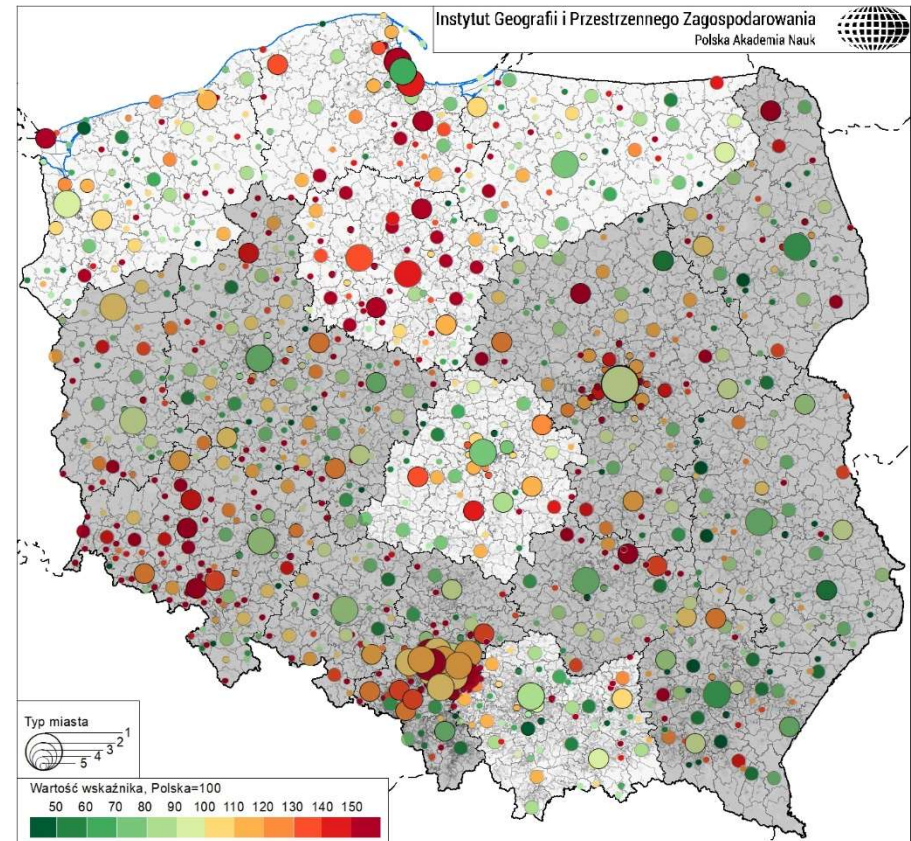 Instytut Geografii i Przestrzennego Zagospodarowania
Polska Akademia Nauk
Typ miasta
1
2
3
4
5
Wartość wskaźnika, Polska=100
50 60 70 80 90 100 110 120 130 140 150